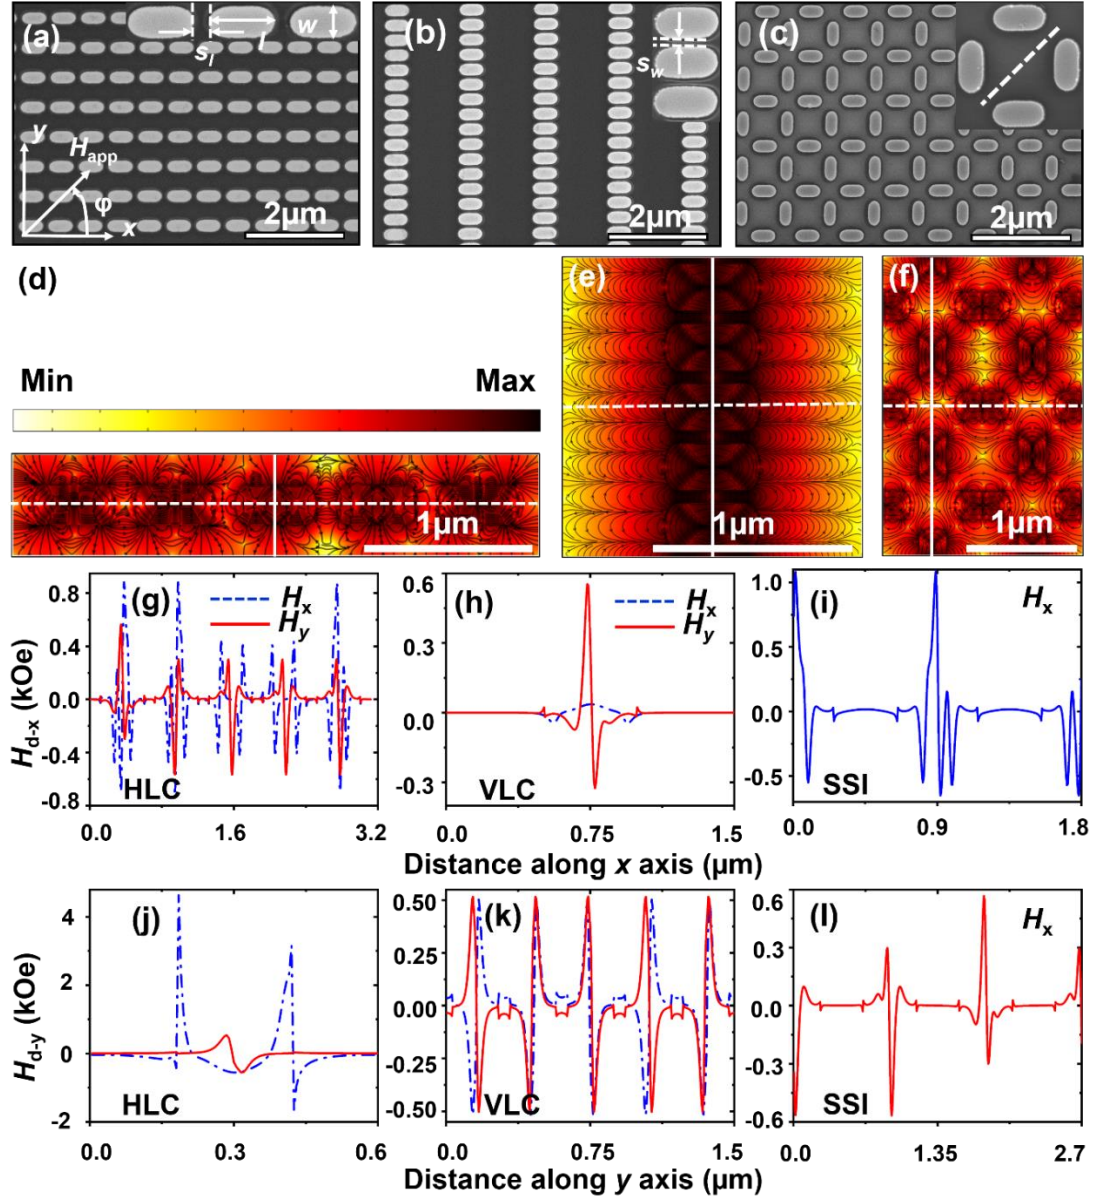 (a)
s_l
l
w
y
H_app
φ
x
2μm
(b)
s_w
2μm
(c)
2μm
(d)
Min Max
1μm
(e)
1μm
(f)
1μm
H_d-x (kOe)
0.8
0.4
0.0
-0.4
-0.8
(g)
H_x
H_y
HLC
0.0 1.6 3.2
0.6
0.3
0.0
-0.3
(h)
H_x
H_y
VLC
0.0 0.75 1.5
1.0
0.5
0.0
-0.5
(i)
H_x
SSI
0.0 0.9 1.8
Distance along x axis (μm)
H_d-y (kOe)
4
2
0
-2
(j)
HLC
0.0 0.3 0.6
0.50
0.25
0.00
-0.25
-0.50
(k)
VLC
0.0 0.75 1.5
0.6
0.3
0.0
-0.3
-0.6
(l)
H_x
SSI
0.0 1.35 2.7
Distance along y axis (μm)